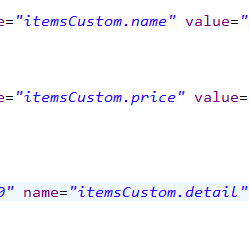 e="itemsCustom.name" value="
e="itemsCustom.price" value=
0" name="itemsCustom.detail"